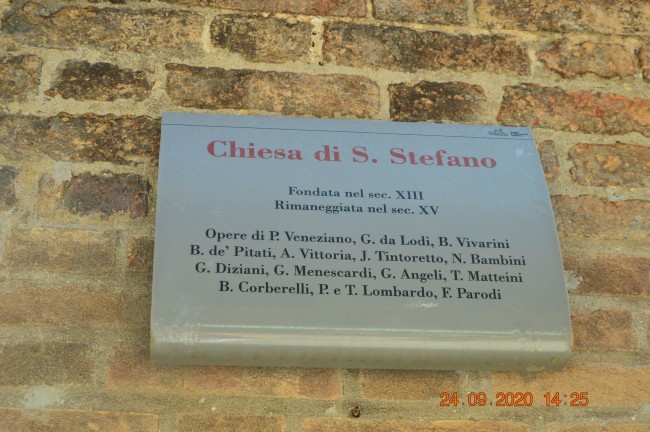 Chiesa di S. Stefano
Fondata nel sec. XIII
Rimaneggiata nel sec. XV
Opere di P. Veneziano, G. da Lodi, B. Vivarini
B. de' Pitati, A. Vittoria, J. Tintoretto, N. Bambini
G. Diziani, G. Menescardi, G. Angeli, T. Matteini
B. Corberelli, P. e T. Lombardo, F. Parodi
24.09.2020 14:25